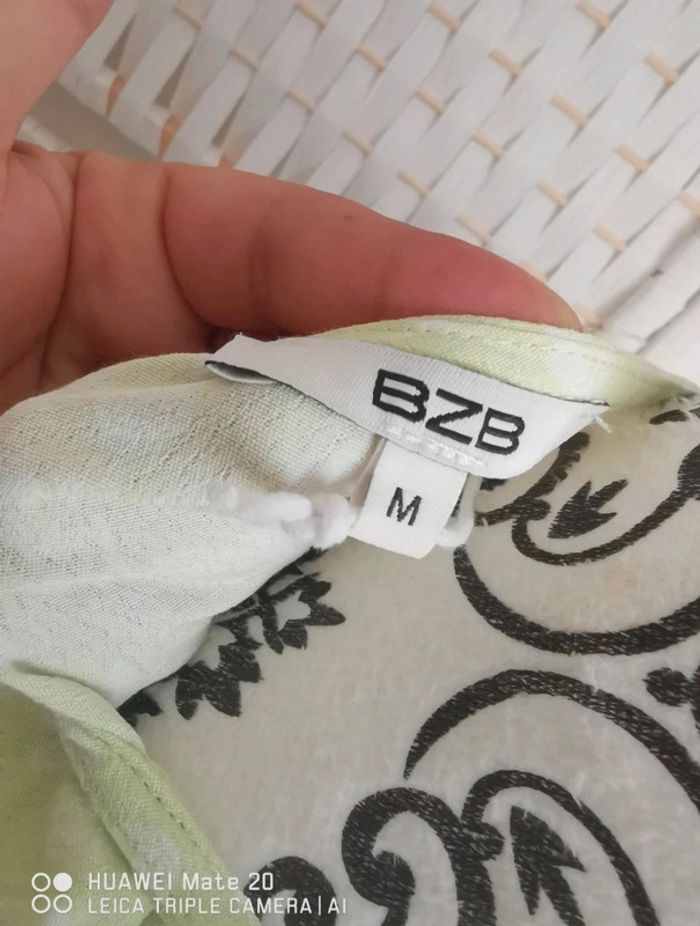 BZB
M
HUAWEI Mate 20
LEICA TRIPLE CAMERA | AI